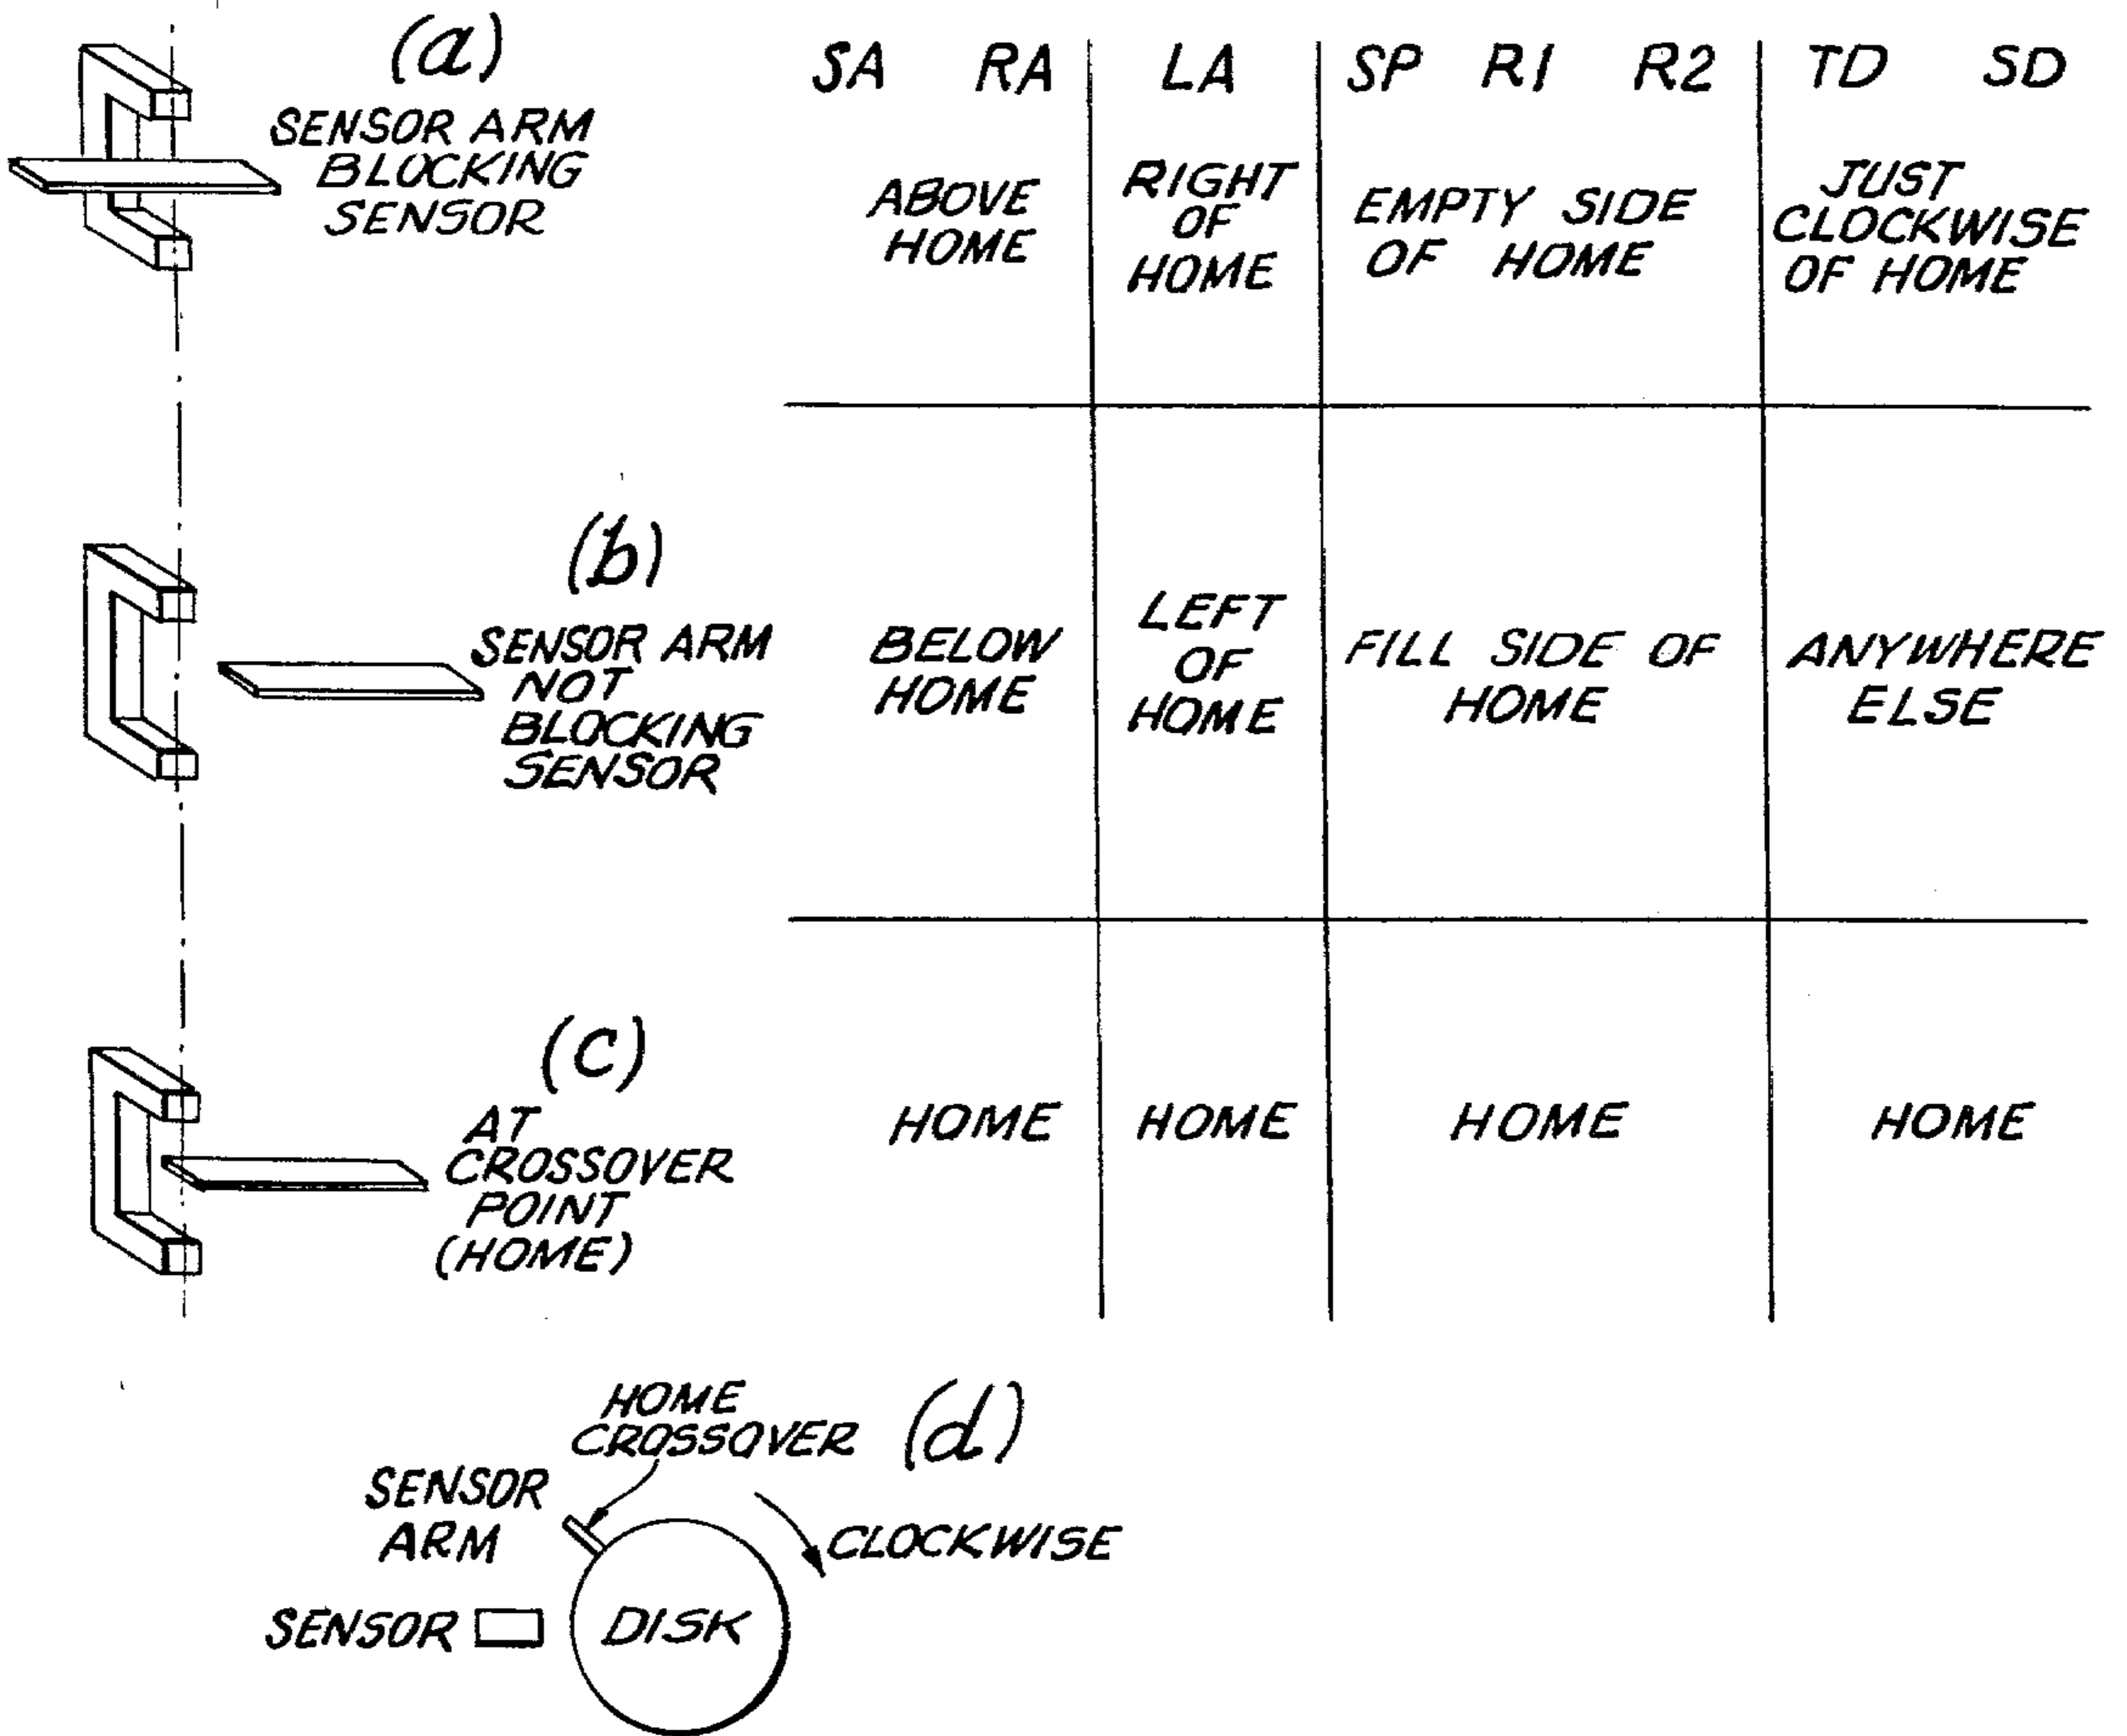 (a)
SENSOR ARM
BLOCKING
SENSOR
SA RA LA SP R1 R2 TD SD
ABOVE
HOME
RIGHT
OF
HOME
EMPTY SIDE
OF HOME
JUST
CLOCKWISE
OF HOME
(b)
SENSOR ARM
NOT
BLOCKING
SENSOR
BELOW
HOME
LEFT
OF
HOME
FILL SIDE OF
HOME
ANYWHERE
ELSE
(c)
AT
CROSSOVER
POINT
(HOME)
HOME
HOME
HOME
HOME
(d)
HOME
CROSSOVER
SENSOR
ARM
CLOCKWISE
SENSOR
DISK